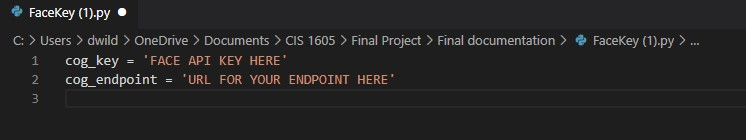 FaceKey (1).py
C: > Users > dwild > OneDrive > Documents > CIS 1605 > Final Project > Final documentation > FaceKey (1).py > ...
1 cog_key = 'FACE API KEY HERE'
2 cog_endpoint = 'URL FOR YOUR ENDPOINT HERE'
3